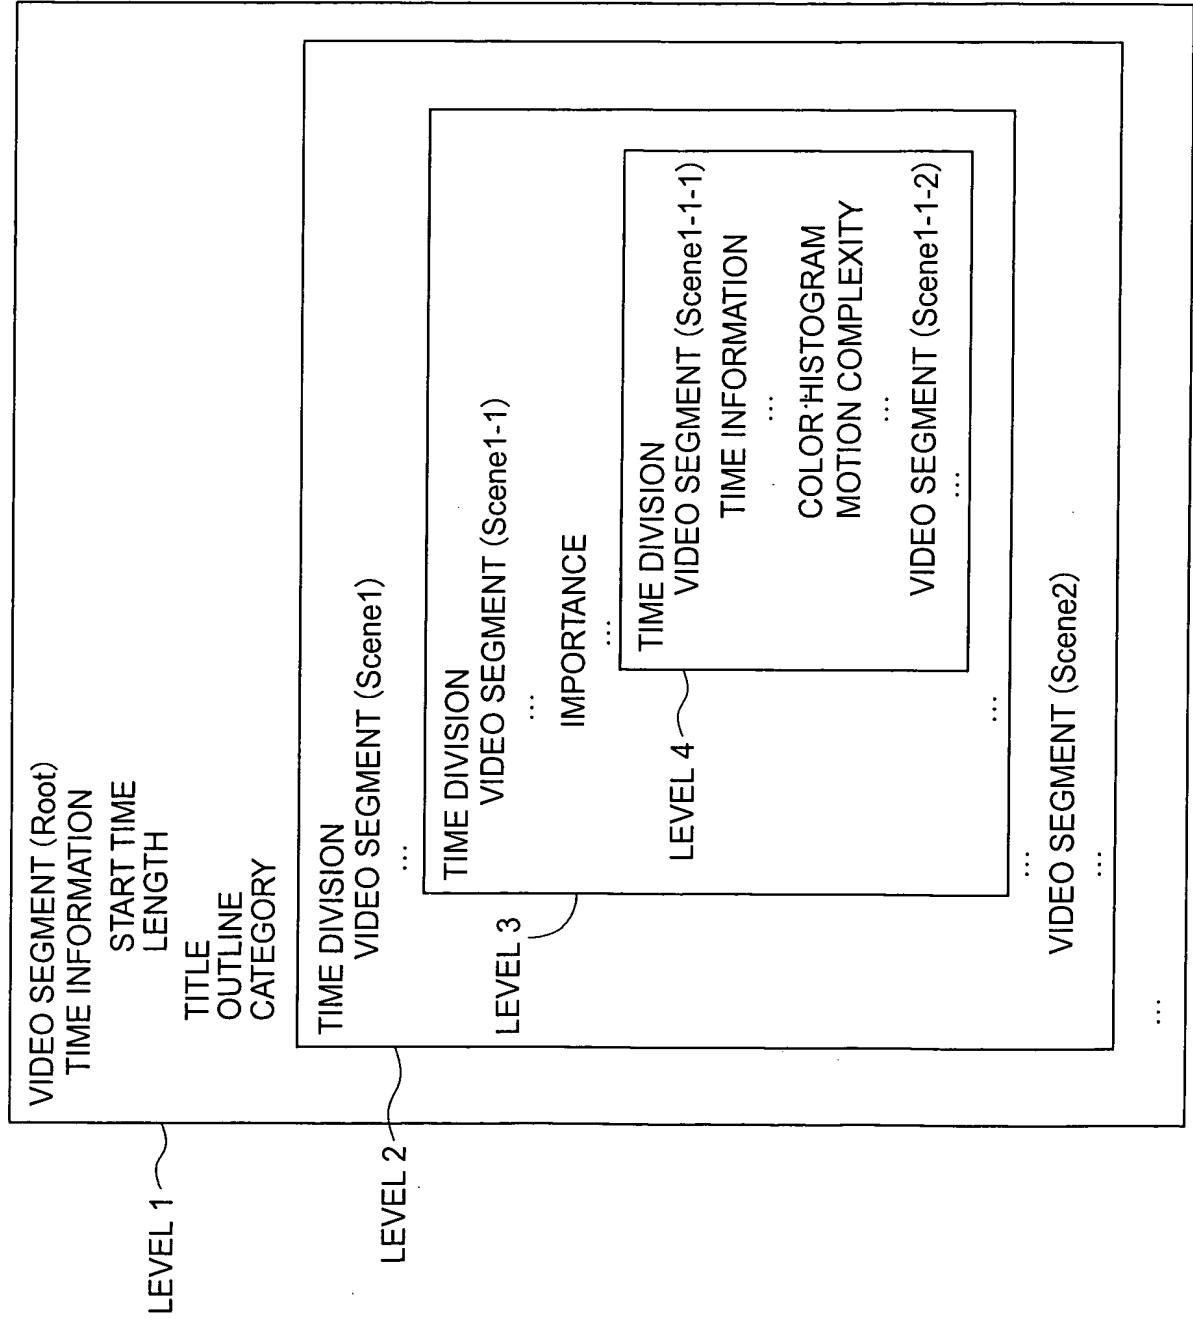 VIDEO SEGMENT (Root)
TIME INFORMATION
START TIME
LENGTH
TITLE
OUTLINE
CATEGORY
LEVEL 1
TIME DIVISION
VIDEO SEGMENT (Scene1)
...
LEVEL 2
TIME DIVISION
VIDEO SEGMENT (Scene1-1)
...
IMPORTANCE
...
LEVEL 3
TIME DIVISION
VIDEO SEGMENT (Scene1-1-1)
TIME INFORMATION
...
COLOR HISTOGRAM
MOTION COMPLEXITY
...
VIDEO SEGMENT (Scene1-1-2)
...
LEVEL 4
...
...
VIDEO SEGMENT (Scene2)
...
...